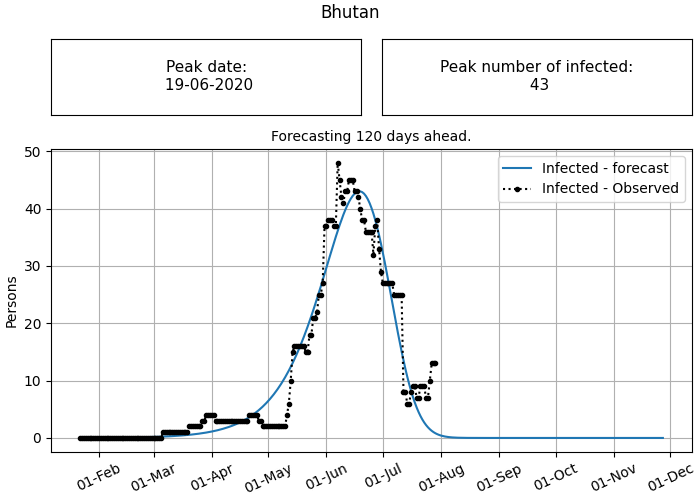 Bhutan
Peak date:
19-06-2020
Peak number of infected:
43
Forecasting 120 days ahead.
Infected - forecast
Infected - Observed
Persons
50
40
30
20
10
0
01-Feb
01-Mar
01-Apr
01-May
01-Jun
01-Jul
01-Aug
01-Sep
01-Oct
01-Nov
01-Dec